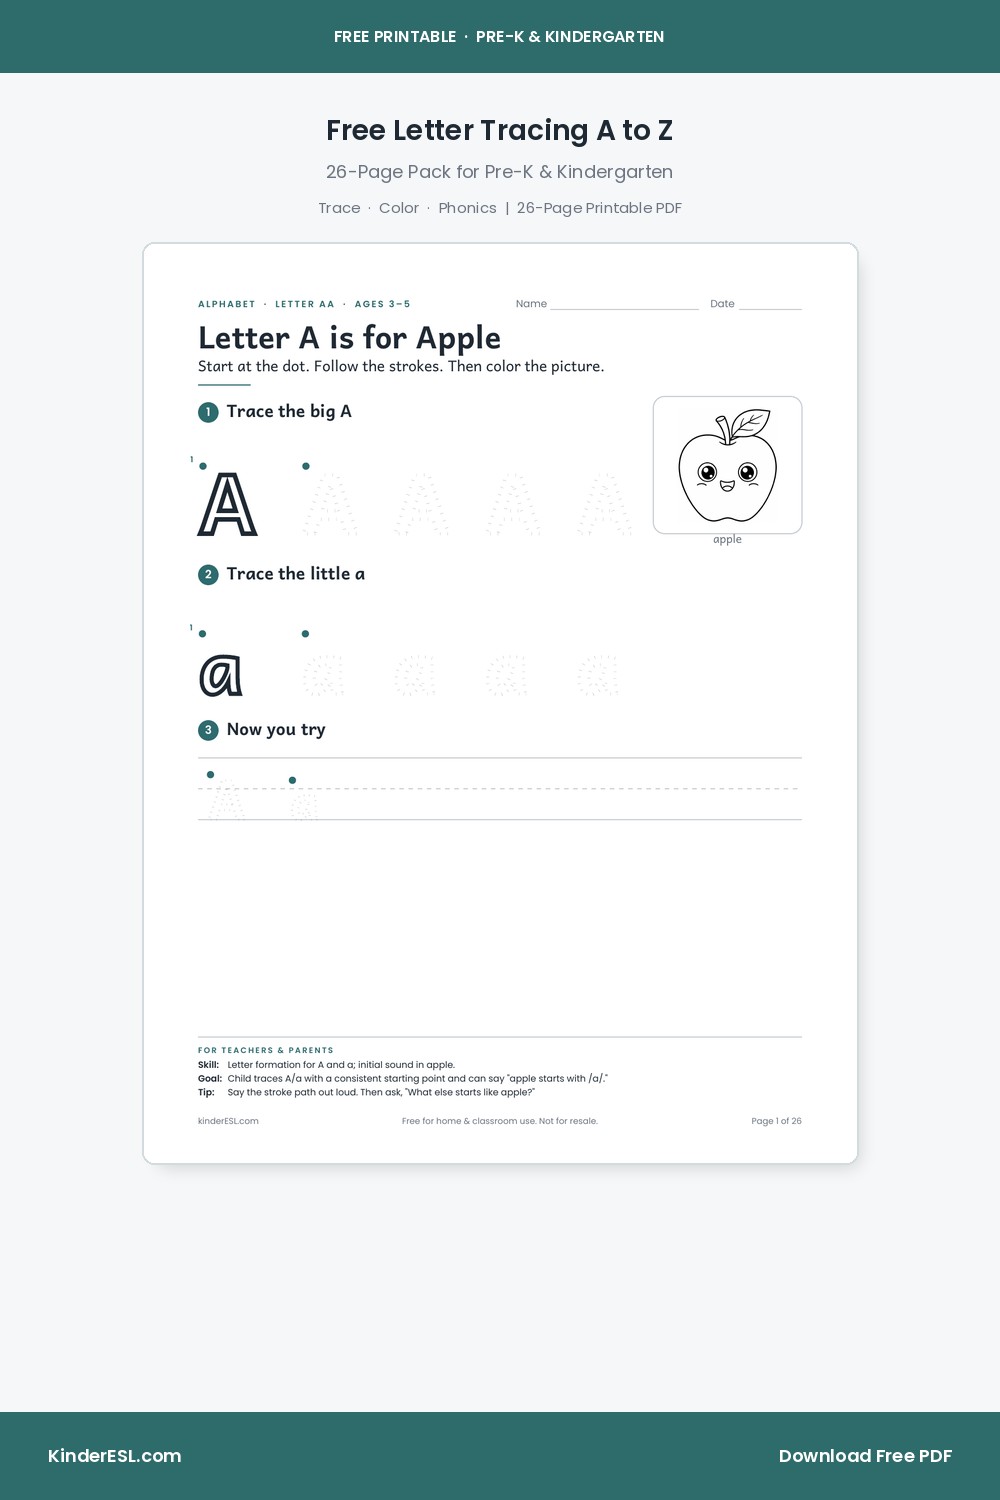 FREE PRINTABLE · PRE-K & KINDERGARTEN
Free Letter Tracing A to Z
26-Page Pack for Pre-K & Kindergarten
Trace · Color · Phonics | 26-Page Printable PDF
ALPHABET · LETTER AA · AGES 3–5 Name Date
Letter A is for Apple
Start at the dot. Follow the strokes. Then color the picture.
1 Trace the big A
1
A A A A A
apple
2 Trace the little a
1
a a a a a
3 Now you try
A a
FOR TEACHERS & PARENTS
Skill: Letter formation for A and a; initial sound in apple.
Goal: Child traces A/a with a consistent starting point and can say "apple starts with /a/."
Tip: Say the stroke path out loud. Then ask, "What else starts like apple?"
kinderESL.com Free for home & classroom use. Not for resale. Page 1 of 26
KinderESL.com Download Free PDF